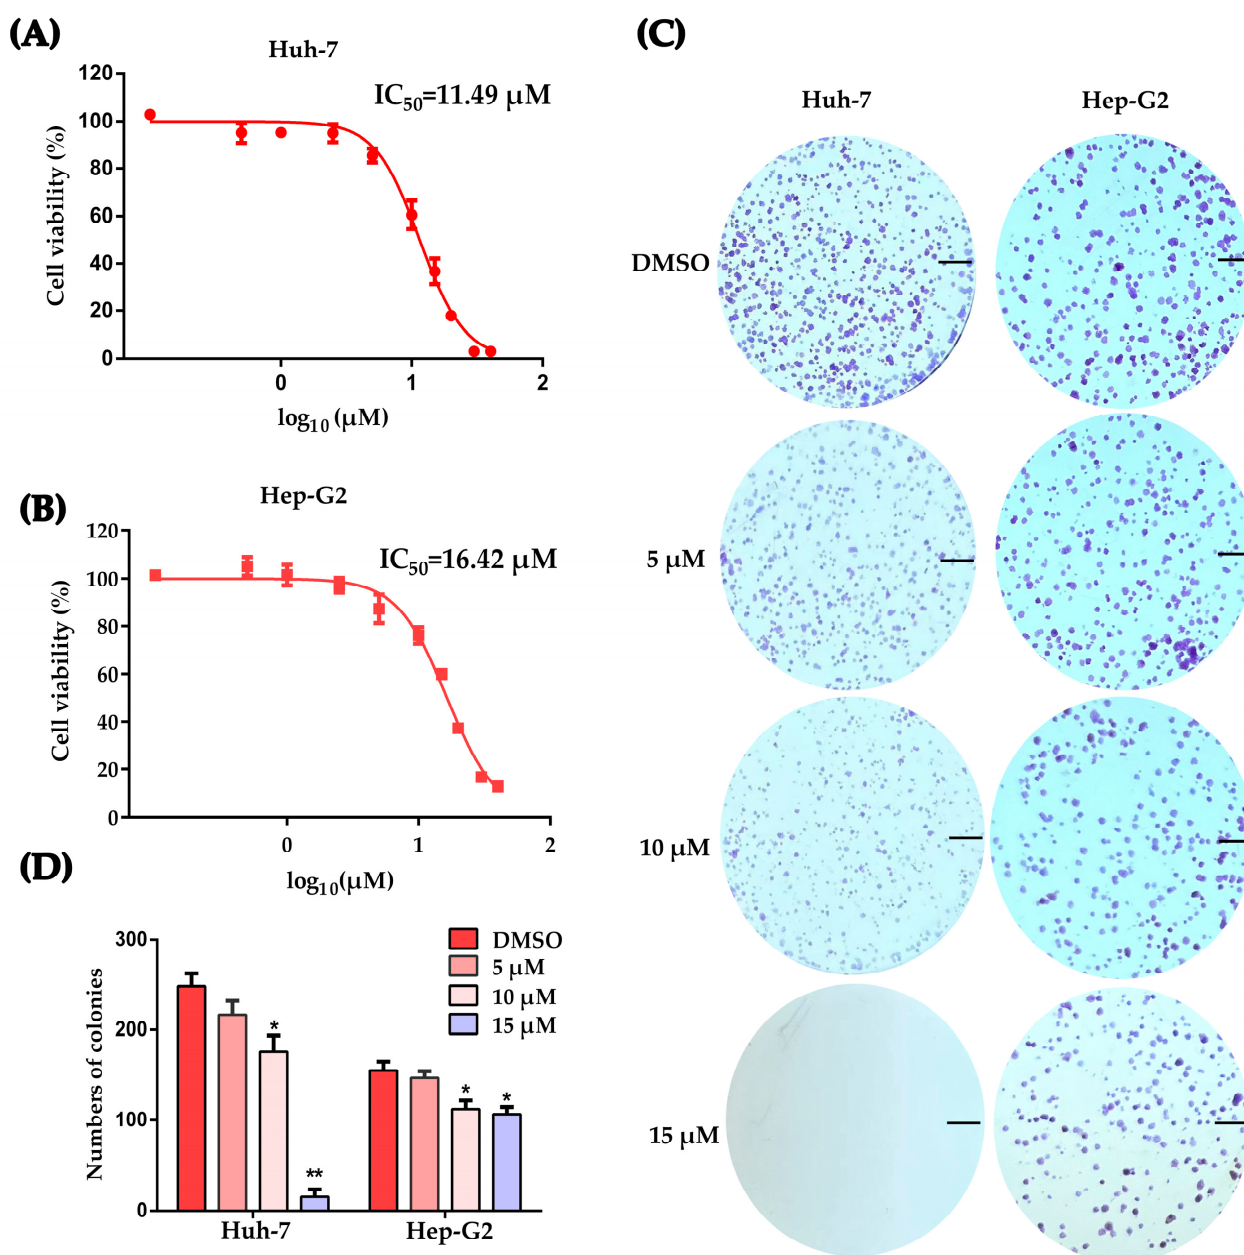 (A)
Huh-7
IC50=11.49 μM
120
100
80
60
40
20
0
Cell viability (%)
0 1 2
log10 (μM)
(B)
Hep-G2
IC50=16.42 μM
120
100
80
60
40
20
0
Cell viability (%)
0 1 2
log10(μM)
(C)
Huh-7 Hep-G2
DMSO
5 μM
10 μM
15 μM
(D)
300
200
100
0
Numbers of colonies
DMSO
5 μM
10 μM
15 μM
*
**
*
*
Huh-7 Hep-G2